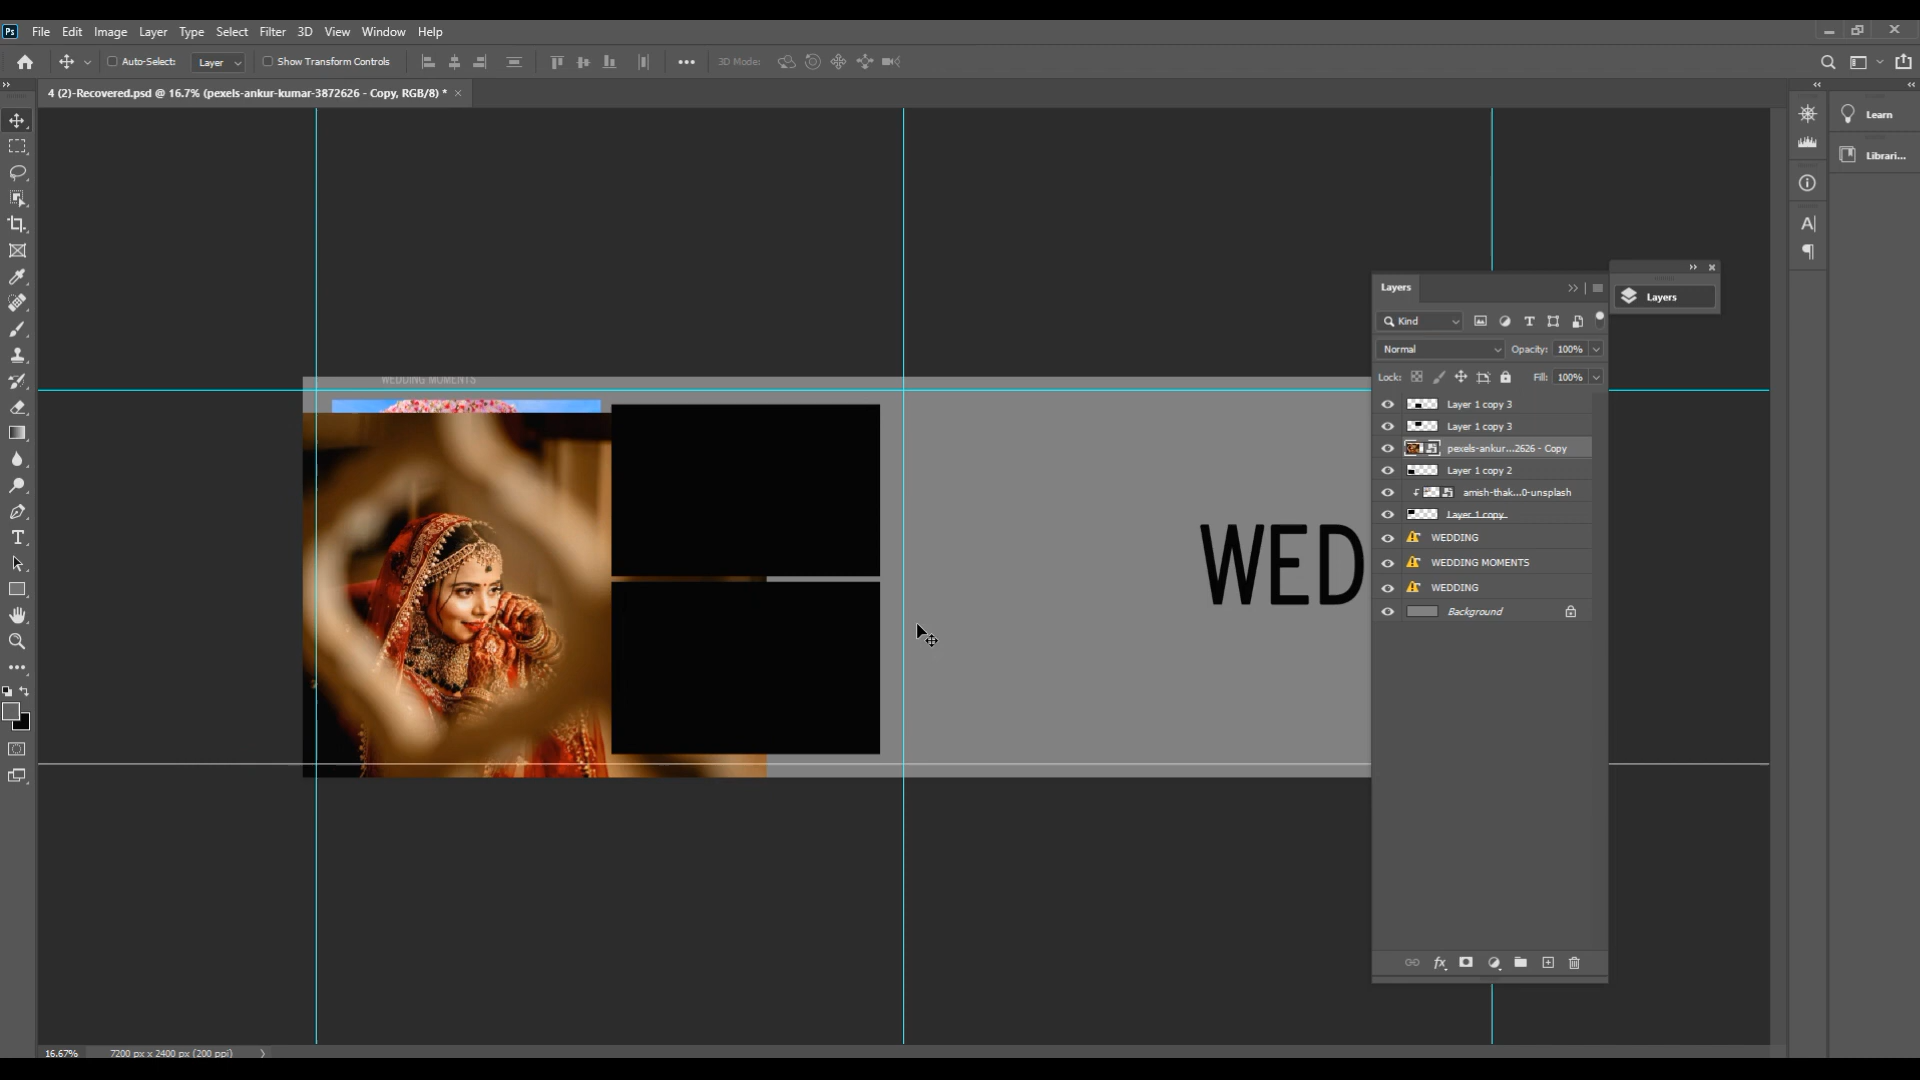 Ps File Edit Image Layer Type Select Filter 3D View Window Help
Auto-Select: Layer Show Transform Controls 3D Mode:
4 (2)-Recovered.psd @ 16.7% (pexels-ankur-kumar-3872626 - Copy, RGB/8) *
Learn
Librari...
Layers
Layers
Kind
Normal Opacity: 100%
Lock: Fill: 100%
Layer 1 copy 3
Layer 1 copy 3
pexels-ankur...2626 - Copy
Layer 1 copy 2
amish-thak...0-unsplash
Layer 1 copy
WEDDING
WEDDING MOMENTS
WEDDING
Background
WEDDING MOMENTS
WED
16.67% 7200 px x 2400 px (200 ppi)